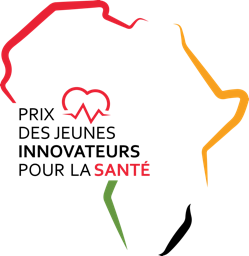 PRIX
DES JEUNES
INNOVATEURS
POUR LA SANTÉ